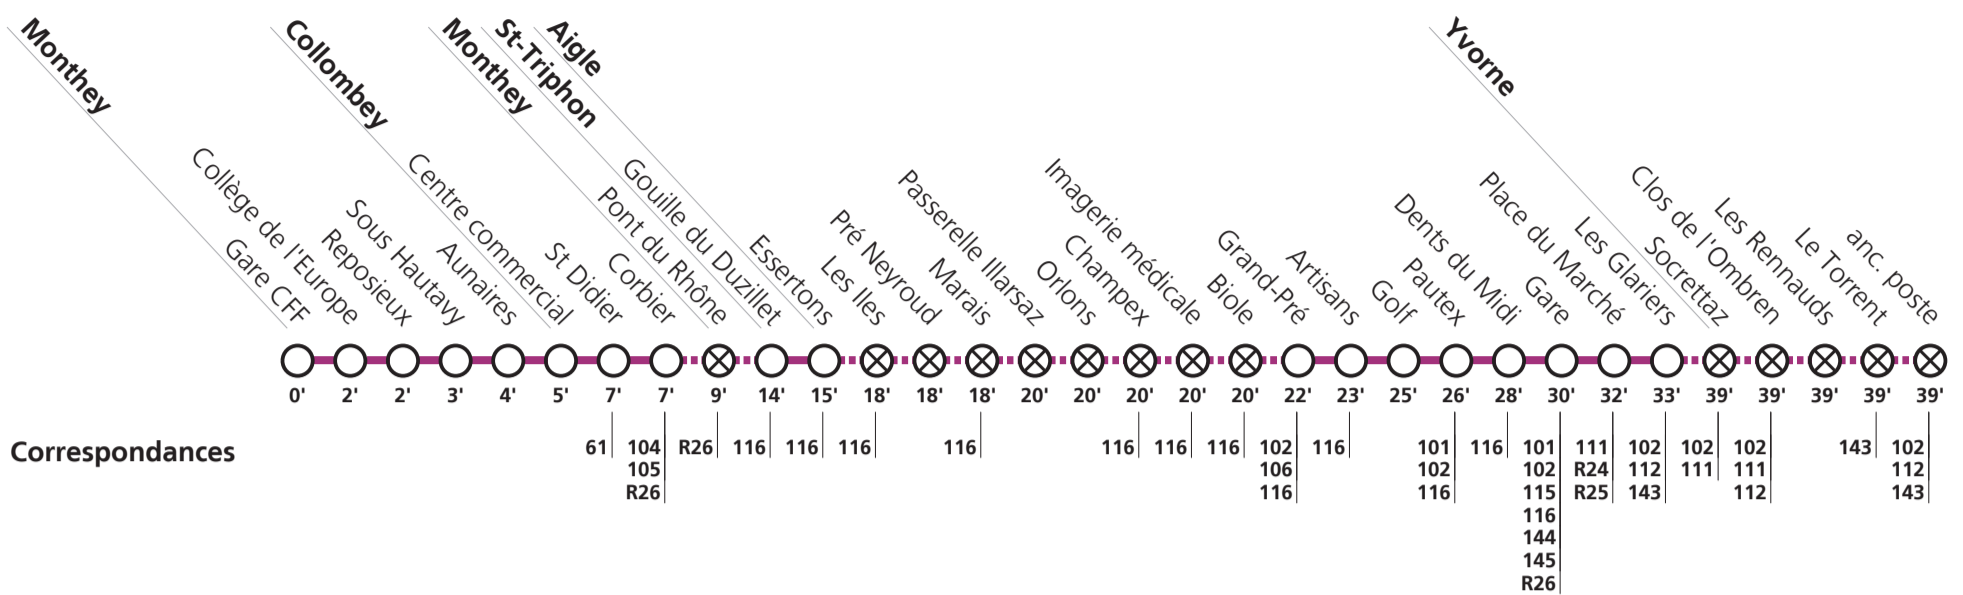 Monthey
Collombey
Monthey
St-Triphon
Aigle
Yvorne
Gare CFF
Collège de l'Europe
Reposieux
Sous Hautavy
Aunaires
Centre commercial
St Didier
Corbier
Pont du Rhône
Gouille du Duzillet
Essertons
Les Iles
Pré Neyroud
Marais
Passerelle Illarsaz
Orlons
Champex
Imagerie médicale
Biole
Grand-Pré
Artisans
Golf
Pautex
Dents du Midi
Gare
Place du Marché
Les Glariers
Socrettaz
Clos de l'Ombren
Les Rennauds
Le Torrent
anc. poste
0' 2' 2' 3' 4' 5' 7' 7' 9' 14' 15' 18' 18' 18' 20' 20' 20' 20' 20' 22' 23' 25' 26' 28' 30' 32' 33' 39' 39' 39' 39' 39'
Correspondances 61 104 R26 116 116 116 116 116 116 116 102 116 101 116 101 111 102 102 102 143 102
105 106 102 102 R24 112 111 111 112
R26 116 116 115 R25 143 112 143
116
144
145
R26